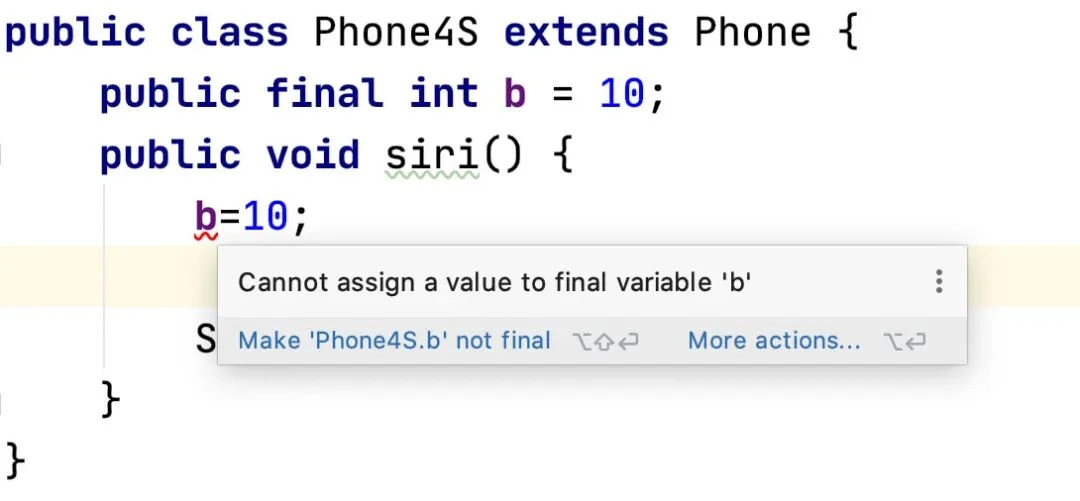 public class Phone4S extends Phone {
public final int b = 10;
public void siri() {
b=10;
Cannot assign a value to final variable 'b'
S
Make 'Phone4S.b' not final ⌥⇧⏎ More actions... ⌥⏎
}
}